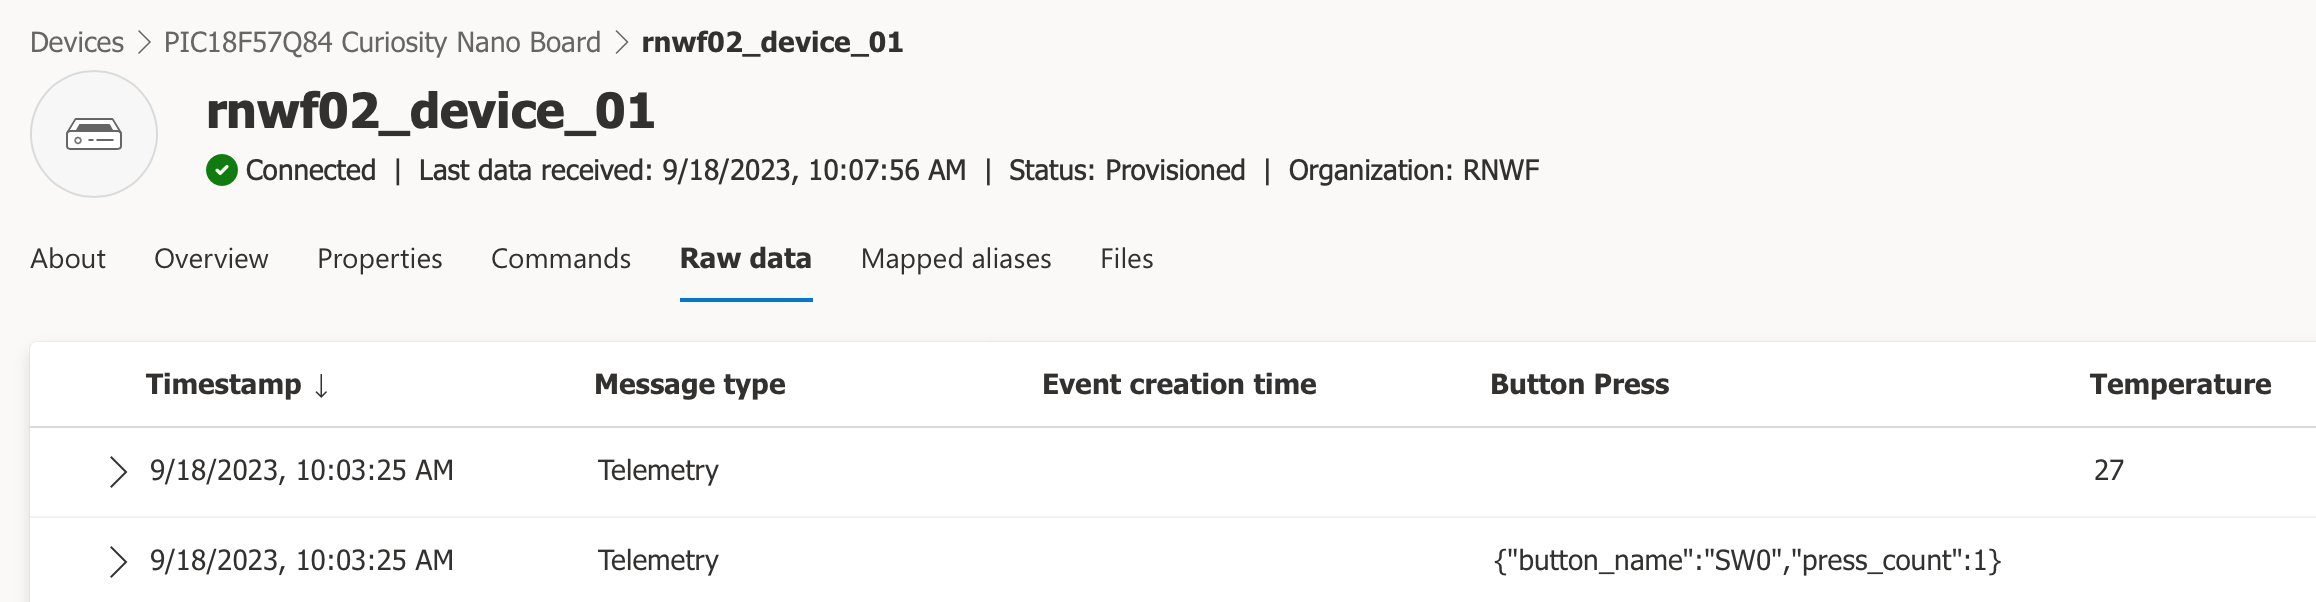 Devices > PIC18F57Q84 Curiosity Nano Board > rnwf02_device_01
rnwf02_device_01
Connected | Last data received: 9/18/2023, 10:07:56 AM | Status: Provisioned | Organization: RNWF
About Overview Properties Commands Raw data Mapped aliases Files
Timestamp ↓ Message type Event creation time Button Press Temperature
9/18/2023, 10:03:25 AM Telemetry 27
9/18/2023, 10:03:25 AM Telemetry {"button_name":"SW0","press_count":1}